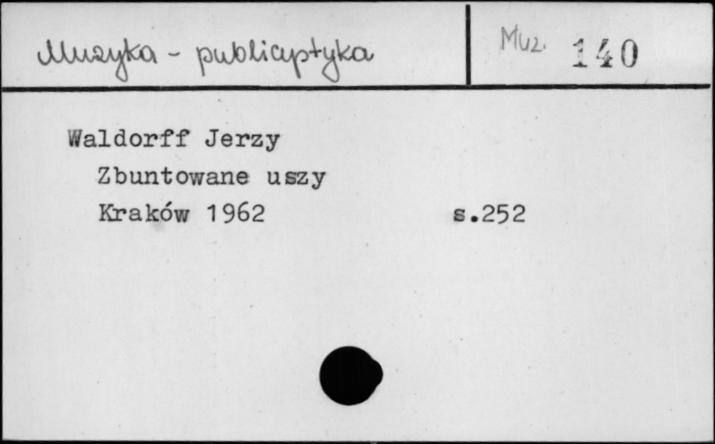 Muzyka - publicystyka
Muz. 140
Waldorff Jerzy
Zbuntowane uszy
Kraków 1962 s.252